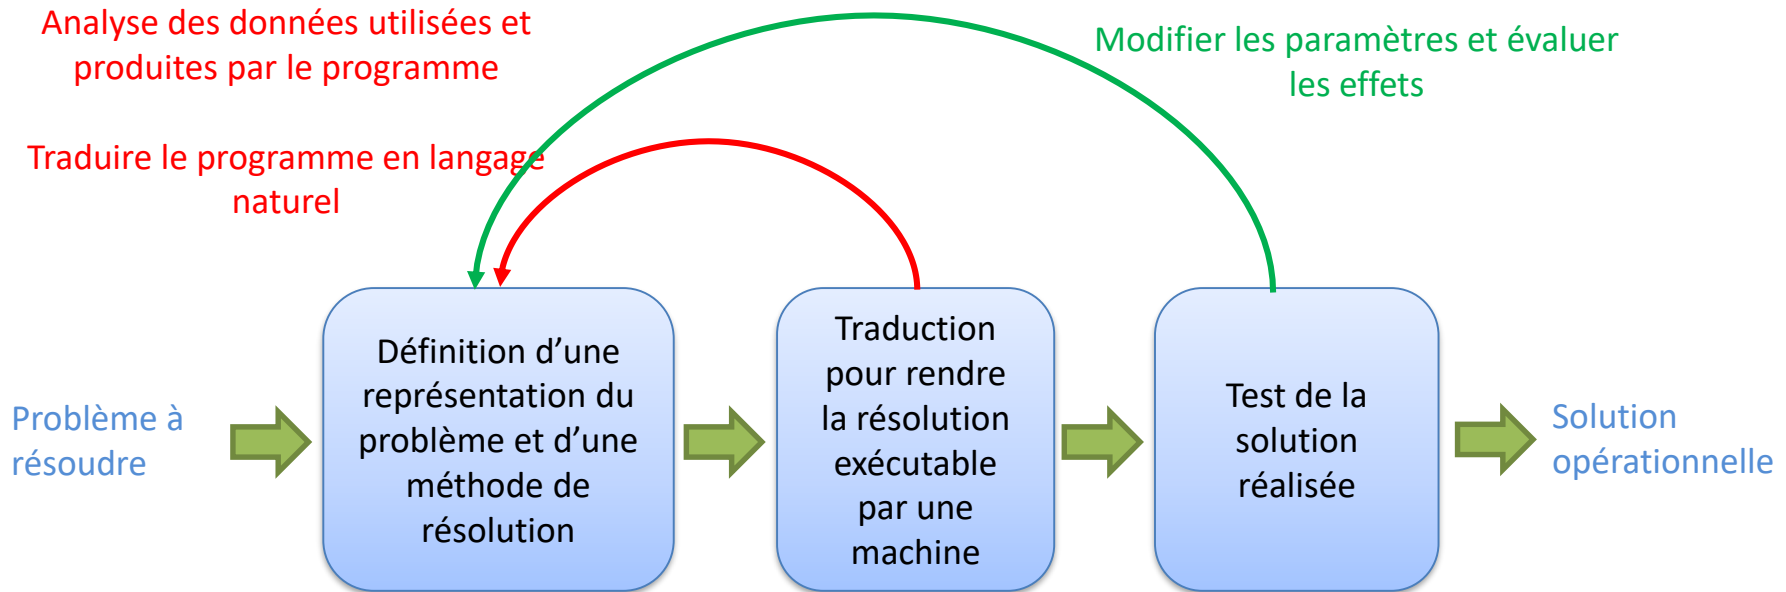 Analyse des données utilisées et
produites par le programme
Modifier les paramètres et évaluer
les effets
Traduire le programme en langage
naturel
Problème à
résoudre
Définition d’une
représentation du
problème et d’une
méthode de
résolution
Traduction
pour rendre
la résolution
exécutable
par une
machine
Test de la
solution
réalisée
Solution
opérationnelle